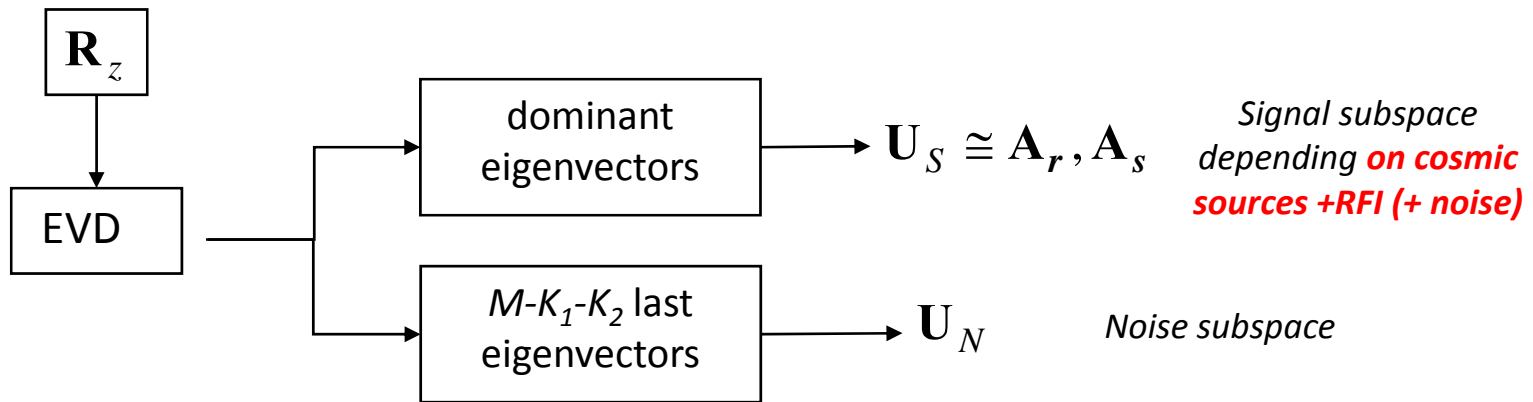 R_z
EVD
dominant
eigenvectors
U_S ≅ A_r , A_s
Signal subspace
depending on cosmic
sources +RFI (+ noise)
M-K_1-K_2 last
eigenvectors
U_N
Noise subspace